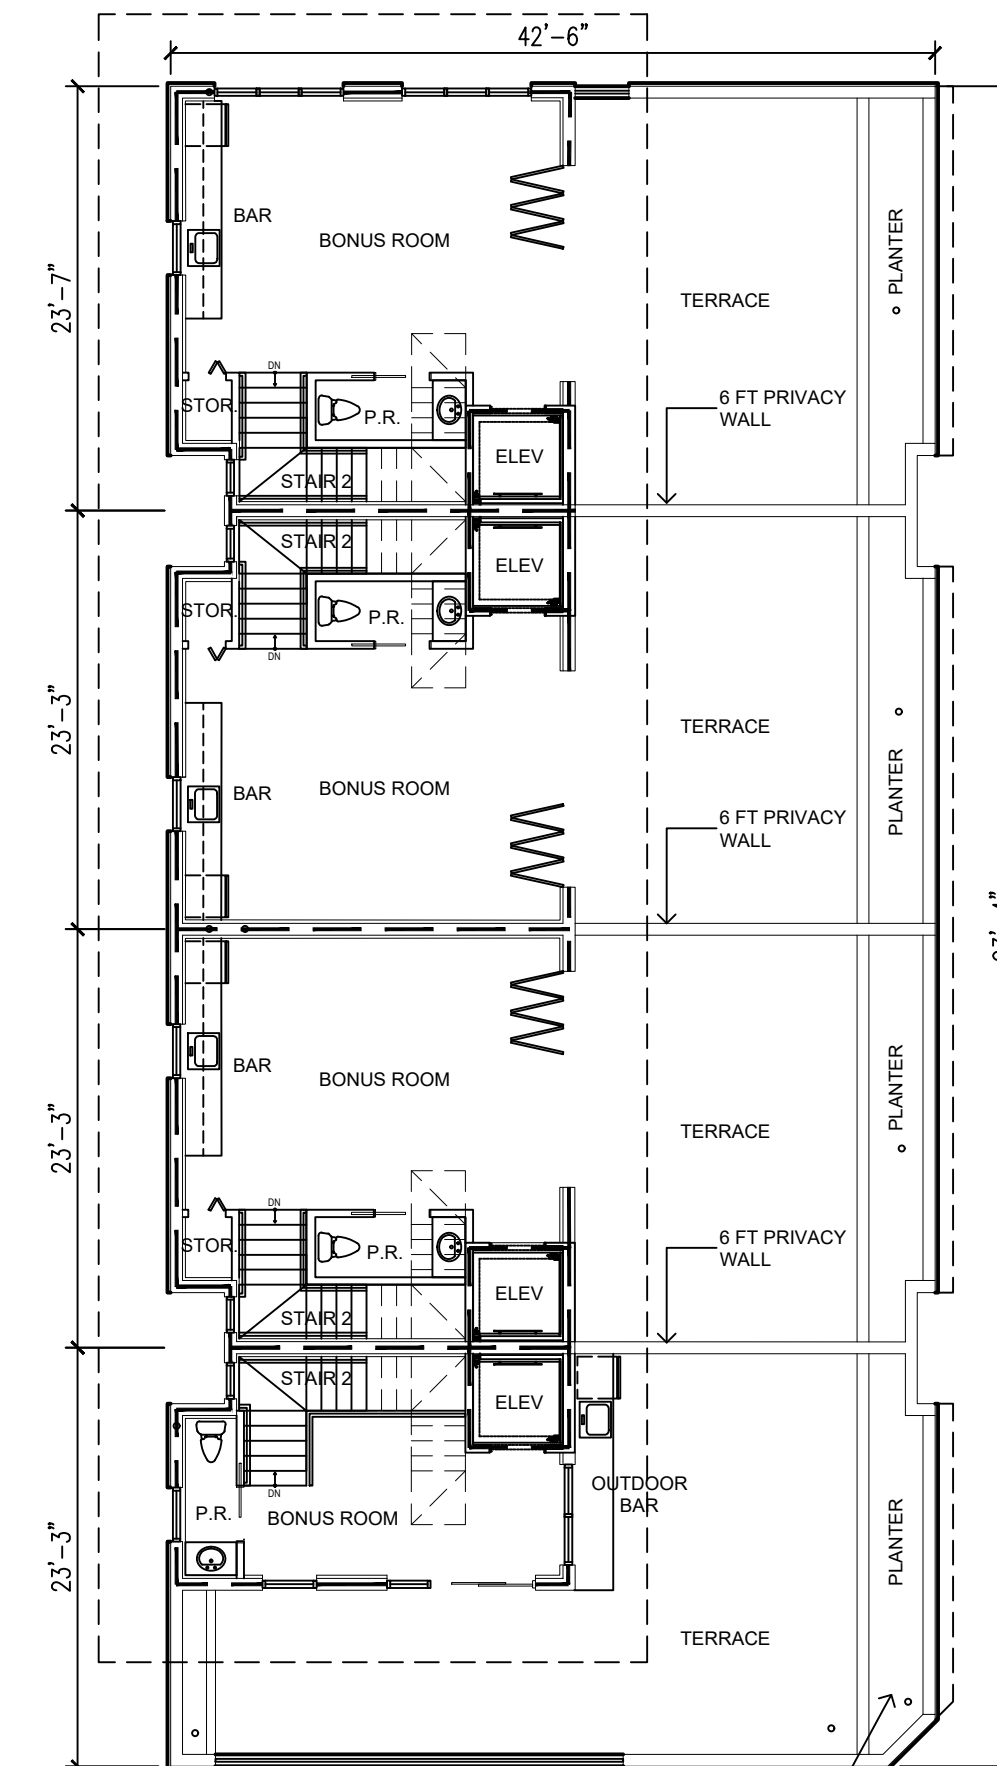 42'-6"
BAR
BONUS ROOM
PLANTER
23'-7"
TERRACE
DN
6 FT PRIVACY
WALL
STOR.
P.R.
ELEV
STAIR 2
STAIR 2
ELEV
STOR.
P.R.
DN
23'-3"
TERRACE
PLANTER
BAR
BONUS ROOM
6 FT PRIVACY
WALL
BAR
BONUS ROOM
PLANTER
23'-3"
TERRACE
DN
6 FT PRIVACY
WALL
STOR.
P.R.
ELEV
STAIR 2
STAIR 2
ELEV
DN
OUTDOOR
BAR
P.R.
BONUS ROOM
PLANTER
23'-3"
TERRACE